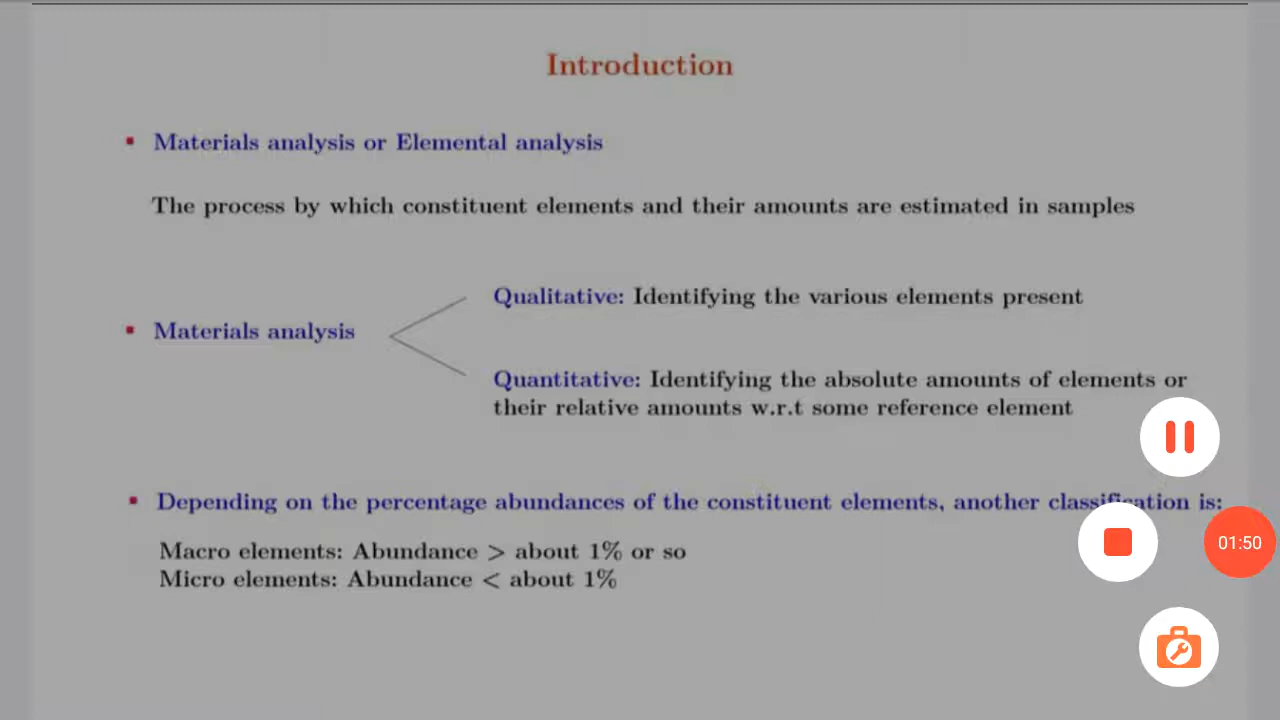 Introduction
Materials analysis or Elemental analysis
The process by which constituent elements and their amounts are estimated in samples
Qualitative: Identifying the various elements present
Materials analysis
Quantitative: Identifying the absolute amounts of elements or
their relative amounts w.r.t some reference element
Depending on the percentage abundances of the constituent elements, another classification is:
Macro elements: Abundance > about 1% or so
Micro elements: Abundance < about 1%
01:50